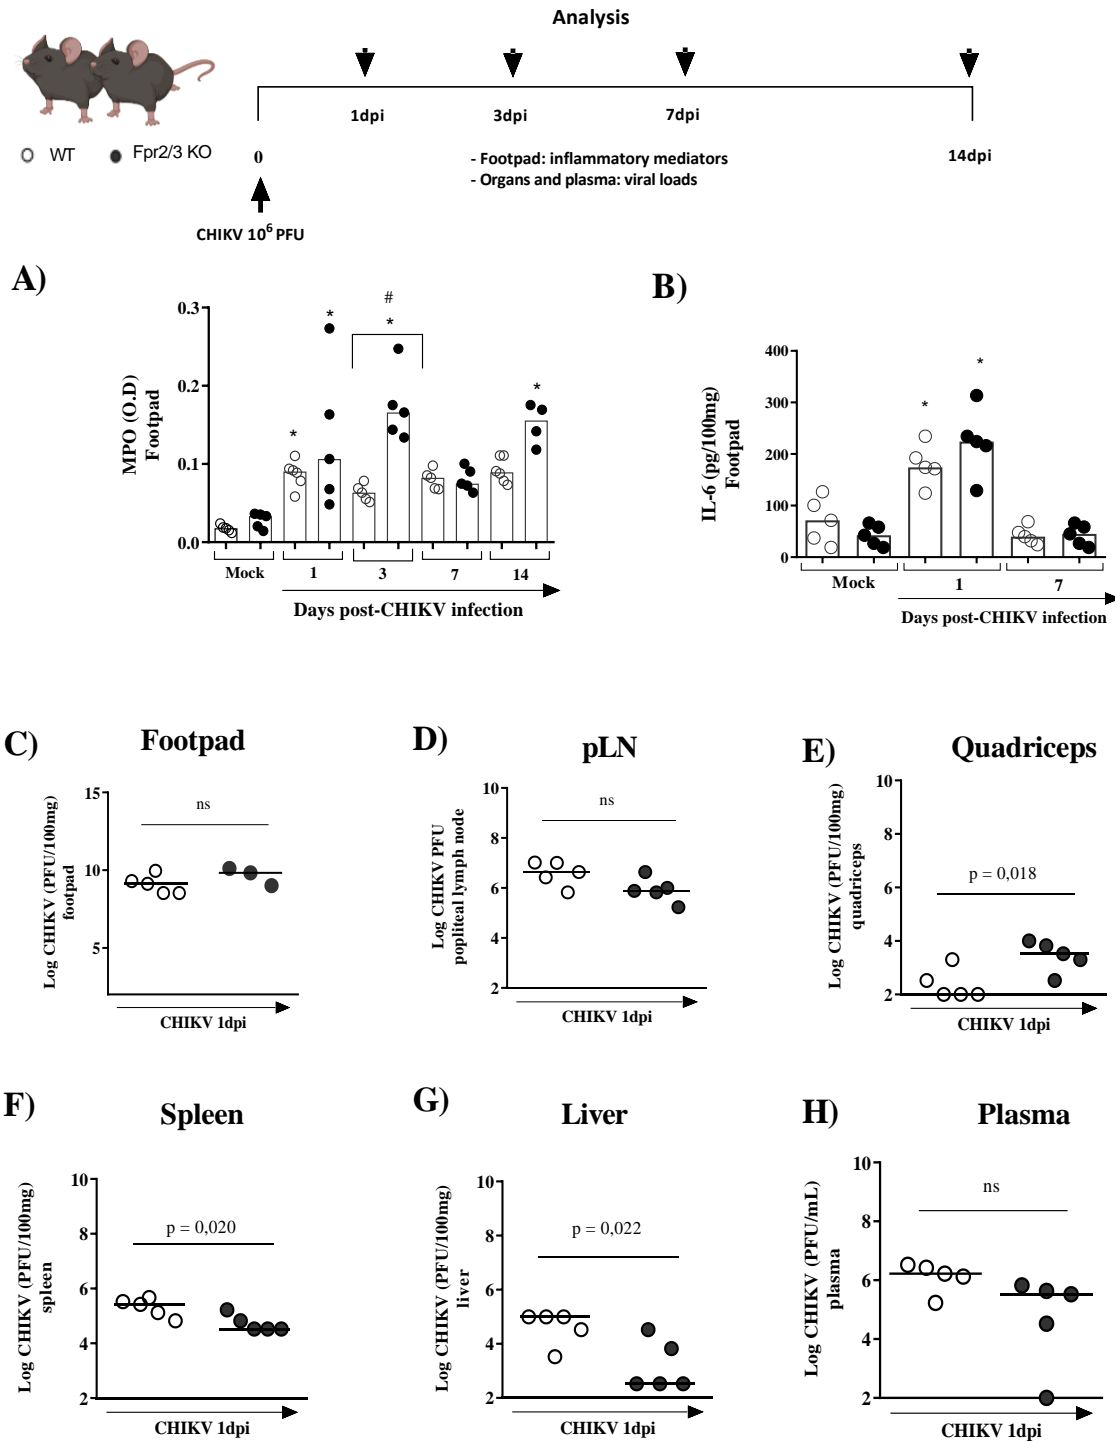 Analysis
1dpi
3dpi
7dpi
14dpi
WT
Fpr2/3 KO
0
- Footpad: inflammatory mediators
- Organs and plasma: viral loads
CHIKV 10⁶ PFU
A)
MPO (O.D)
Footpad
0.3
0.2
0.1
0.0
*
*
#
*
*
Mock
1
3
7
14
Days post-CHIKV infection
B)
IL-6 (pg/100mg)
Footpad
400
300
200
100
0
*
*
Mock
1
7
Days post-CHIKV infection
C)
Footpad
Log CHIKV (PFU/100mg)
footpad
15
10
5
ns
CHIKV 1dpi
D)
pLN
Log CHIKV PFU
popliteal lymph node
10
8
6
4
2
ns
CHIKV 1dpi
E)
Quadriceps
Log CHIKV (PFU/100mg)
quadriceps
10
8
6
4
2
p = 0,018
CHIKV 1dpi
F)
Spleen
Log CHIKV (PFU/100mg)
spleen
10
8
6
4
2
p = 0,020
CHIKV 1dpi
G)
Liver
Log CHIKV (PFU/100mg)
liver
10
8
6
4
2
p = 0,022
CHIKV 1dpi
H)
Plasma
Log CHIKV (PFU/mL)
plasma
10
8
6
4
2
ns
CHIKV 1dpi